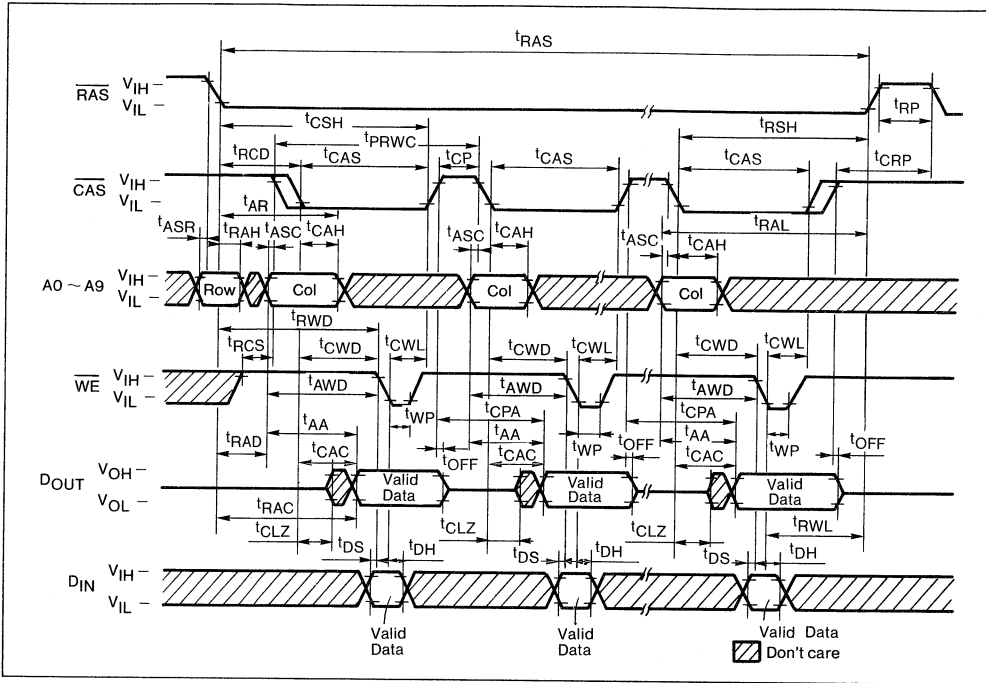 tRAS
RAS VIH
VIL
tCSH tRSH tRP
tPRWC
tRCD tCAS tCP tCAS tCAS tCRP
CAS VIH
VIL
tAR tRAL
tASR tRAH tASC tCAH tASC tCAH tASC tCAH
A0 ~ A9 VIH
VIL
Row Col Col Col
tRWD
tRCS tCWD tCWL tCWD tCWL tCWD tCWL
WE VIH
VIL
tAWD tAWD tAWD
tWP tCPA tWP tCPA tWP
tAA tAA tAA
tRAD tCAC tOFF tCAC tOFF tCAC tOFF
DOUT VOH
VOL
Valid Data Valid Data Valid Data
tRAC tRWL
tCLZ tCLZ tCLZ
tDS tDH tDS tDH tDS tDH
DIN VIH
VIL
Valid Data Valid Data Valid Data
Don't care